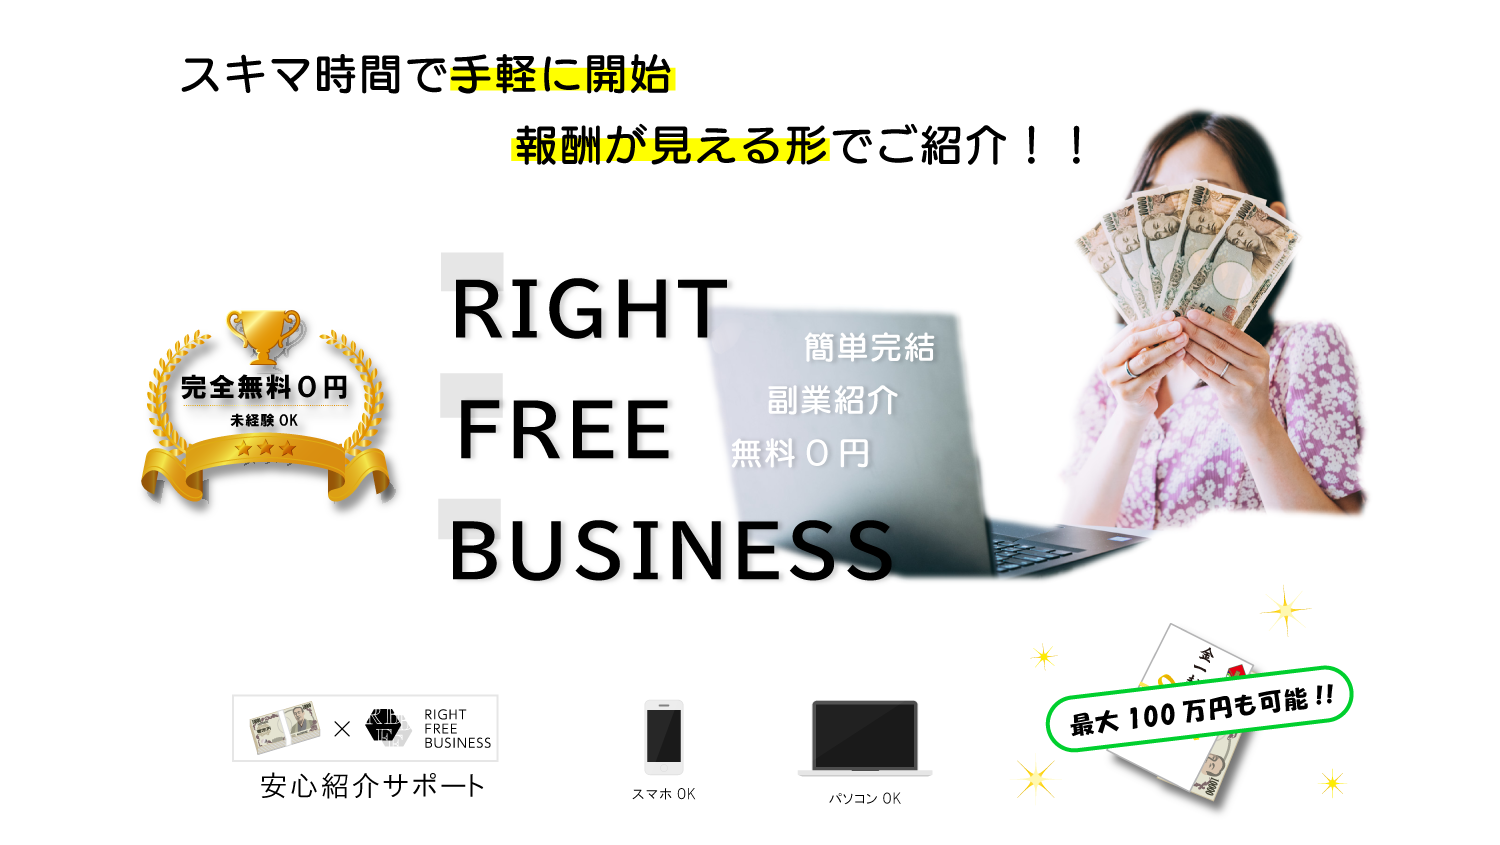 スキマ時間で手軽に開始
報酬が見える形でご紹介！！
RIGHT
FREE
BUSINESS
簡単完結
副業紹介
無料０円
完全無料０円
未経験 OK
×
RIGHT
FREE
BUSINESS
安心紹介サポート
スマホ OK
パソコン OK
金一
最大 100 万円も可能 !!
10000